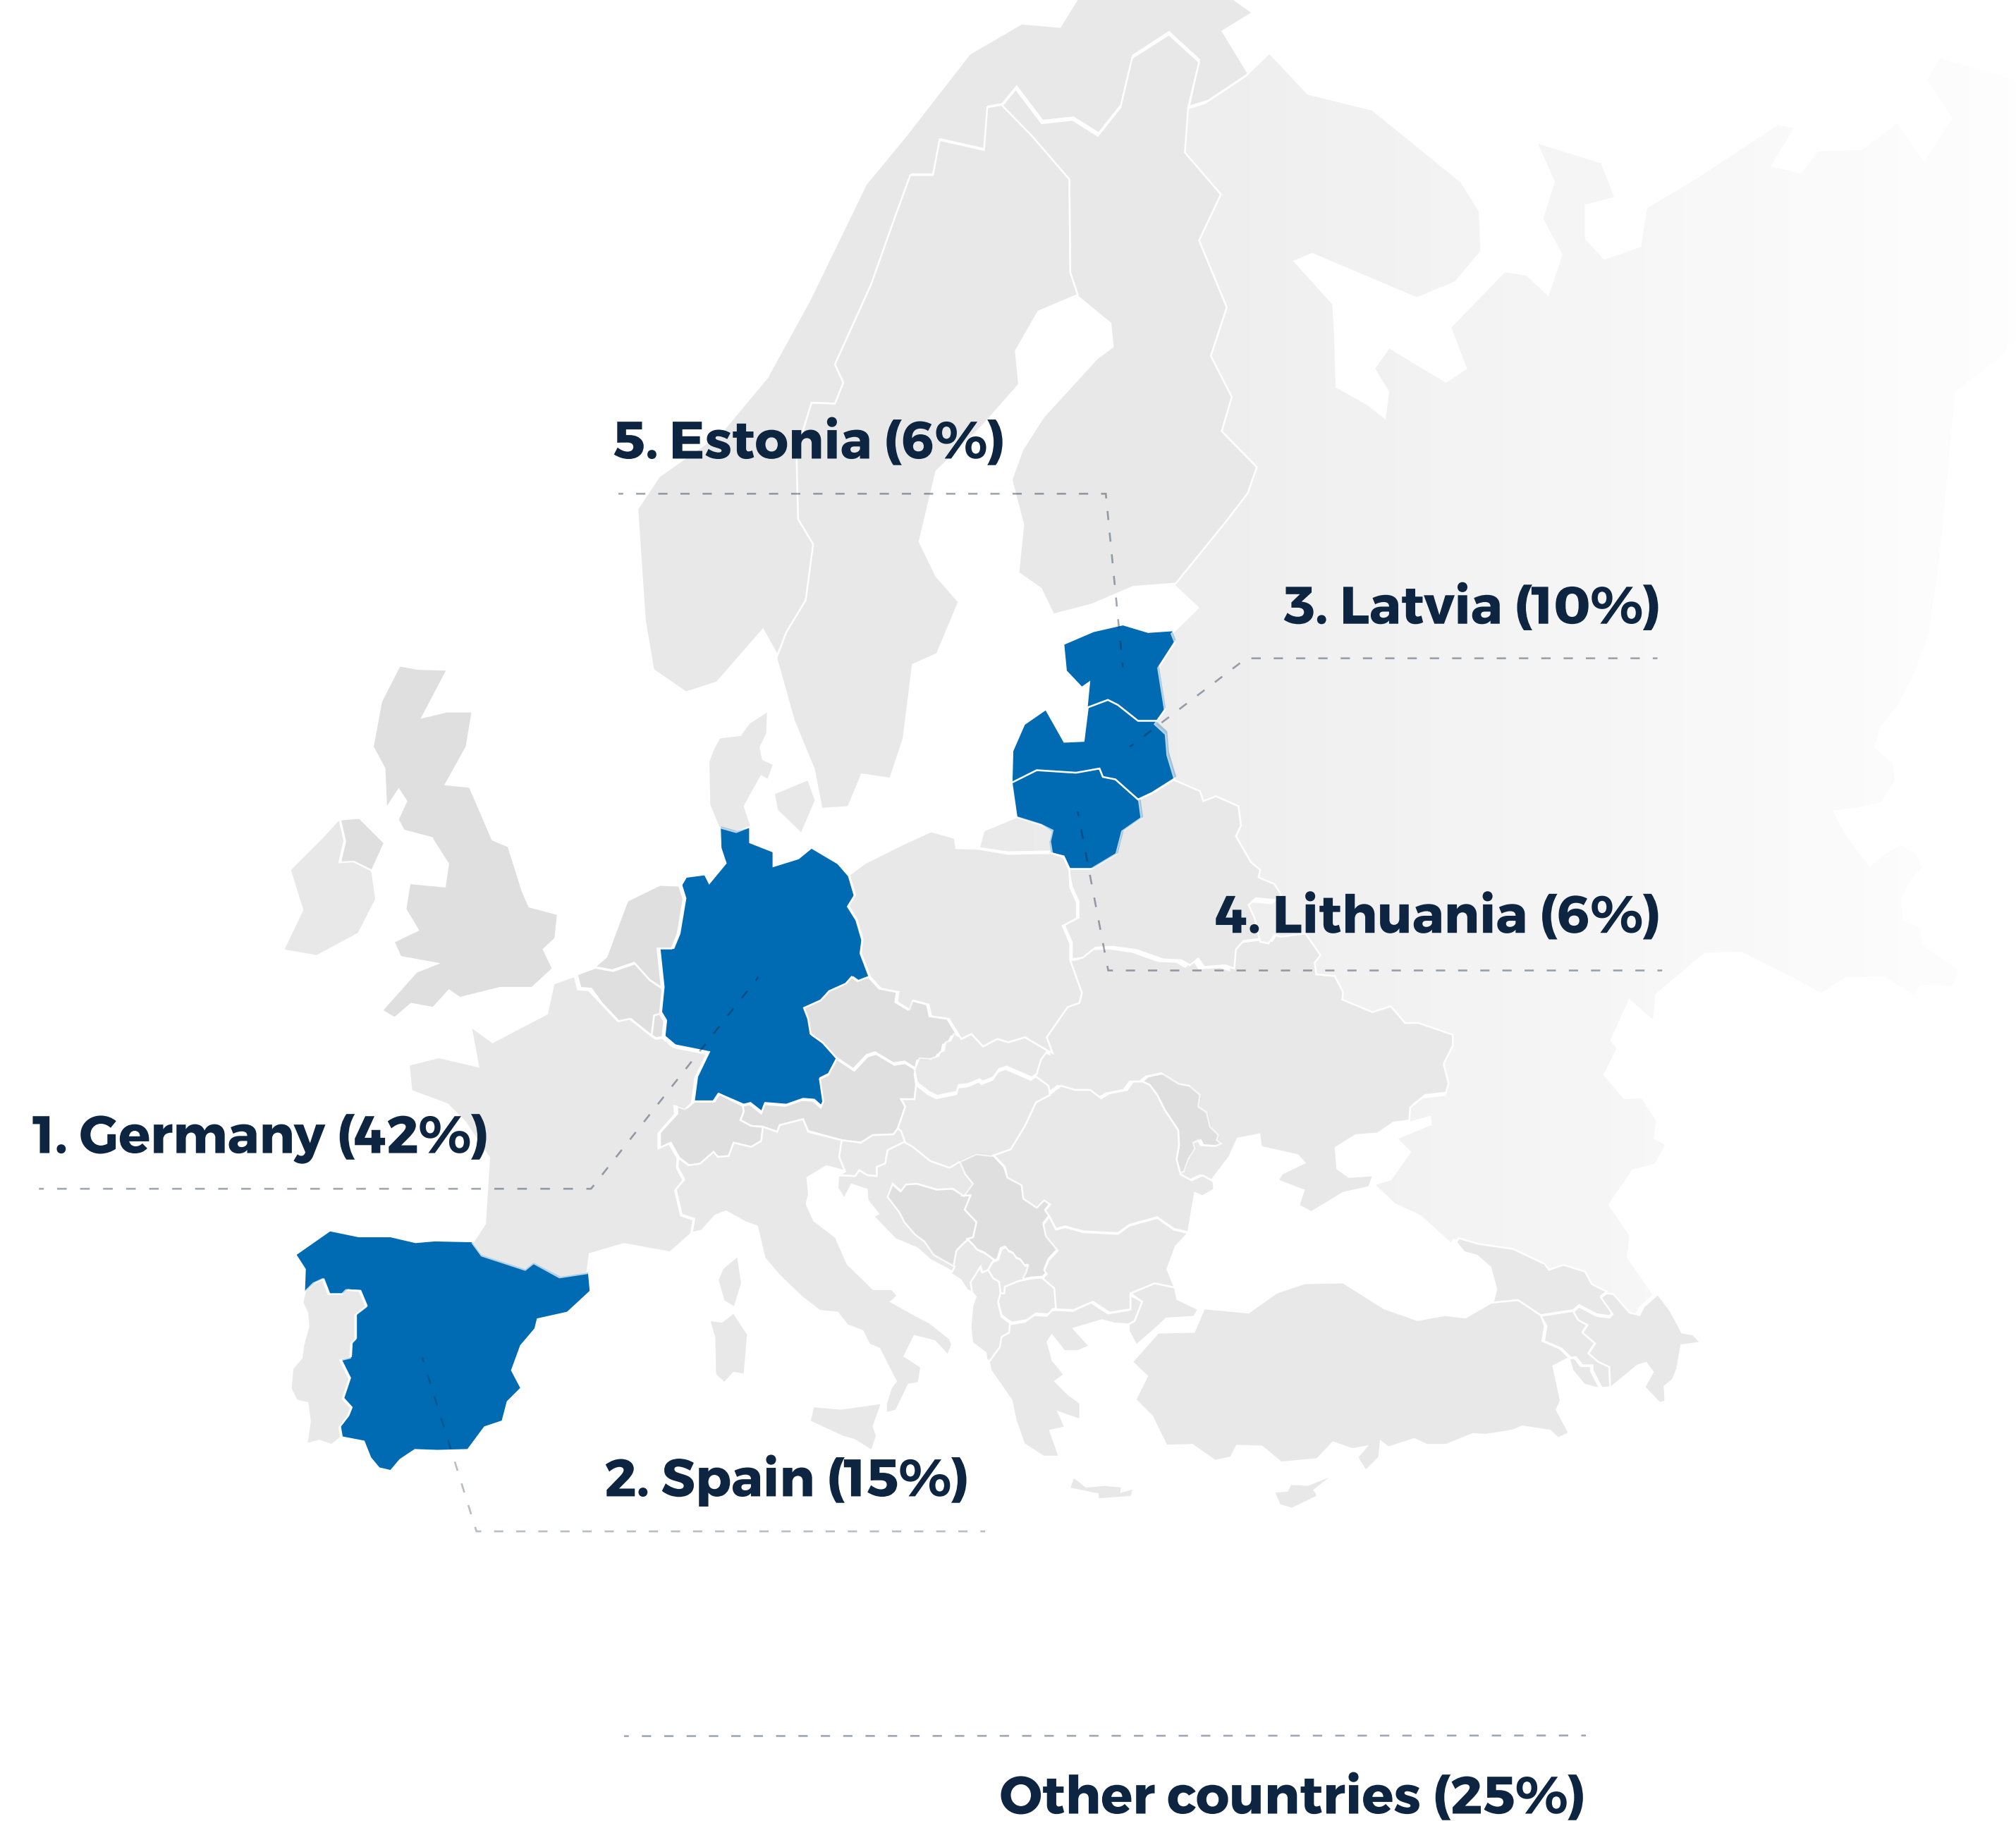 5. Estonia (6%)
3. Latvia (10%)
4. Lithuania (6%)
1. Germany (42%)
2. Spain (15%)
Other countries (25%)